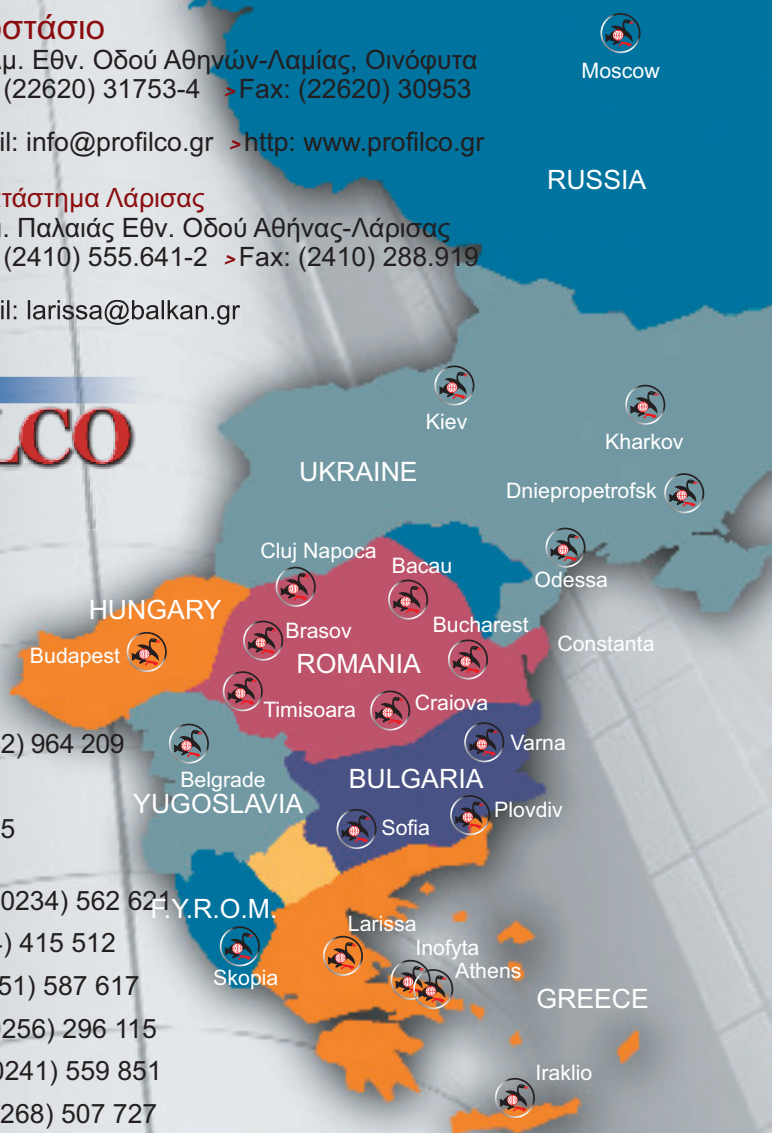 οστάσιο
μ. Εθν. Οδού Αθηνών-Λαμίας, Οινόφυτα
(22620) 31753-4 >Fax: (22620) 30953
il: info@profilco.gr >http: www.profilco.gr
τάστημα Λάρισας
. Παλαιάς Εθν. Οδού Αθήνας-Λάρισας
(2410) 555.641-2 >Fax: (2410) 288.919
il: larissa@balkan.gr
LCO
Moscow
RUSSIA
Kiev
Kharkov
UKRAINE
Dniepropetrofsk
Odessa
Cluj Napoca
Bacau
HUNGARY
Brasov
Bucharest
Constanta
Budapest
ROMANIA
Timisoara
Craiova
2) 964 209
Varna
Belgrade
BULGARIA
YUGOSLAVIA
Plovdiv
5
Sofia
0234) 562 621
F.Y.R.O.M.
) 415 512
Larissa
Inofyta
Skopia
Athens
51) 587 617
GREECE
256) 296 115
0241) 559 851
Iraklio
268) 507 727